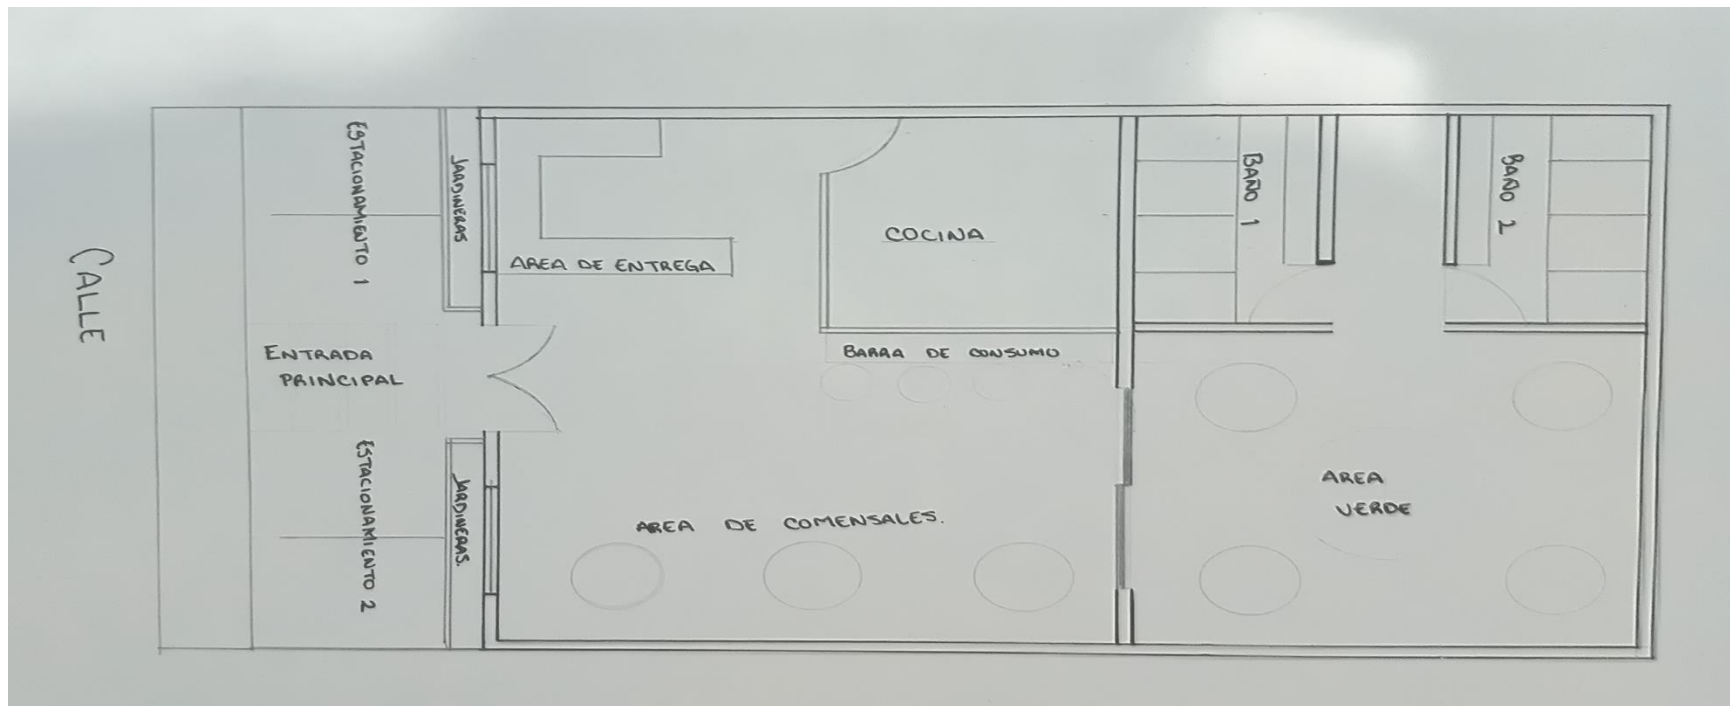 CALLE
ESTACIONAMIENTO 1
JARDINERAS
ENTRADA
PRINCIPAL
ESTACIONAMIENTO 2
JARDINERAS.
AREA DE ENTREGA
COCINA
BARRA DE CONSUMO
AREA DE COMENSALES.
BAÑO 1
BAÑO 2
AREA
VERDE